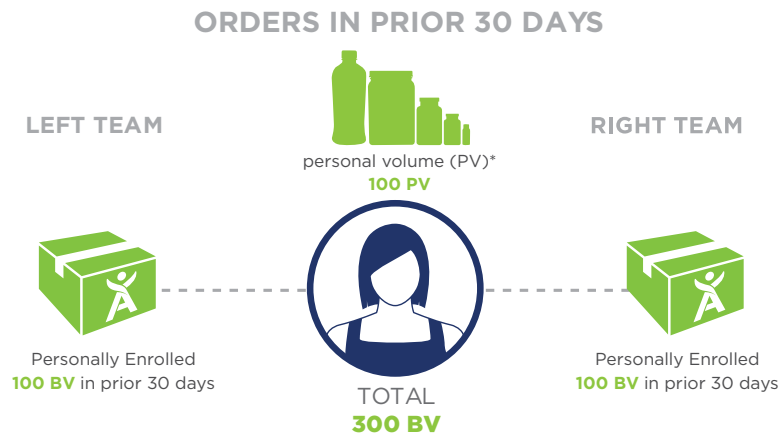 ORDERS IN PRIOR 30 DAYS
LEFT TEAM
RIGHT TEAM
personal volume (PV)*
100 PV
Personally Enrolled
100 BV in prior 30 days
Personally Enrolled
100 BV in prior 30 days
TOTAL
300 BV